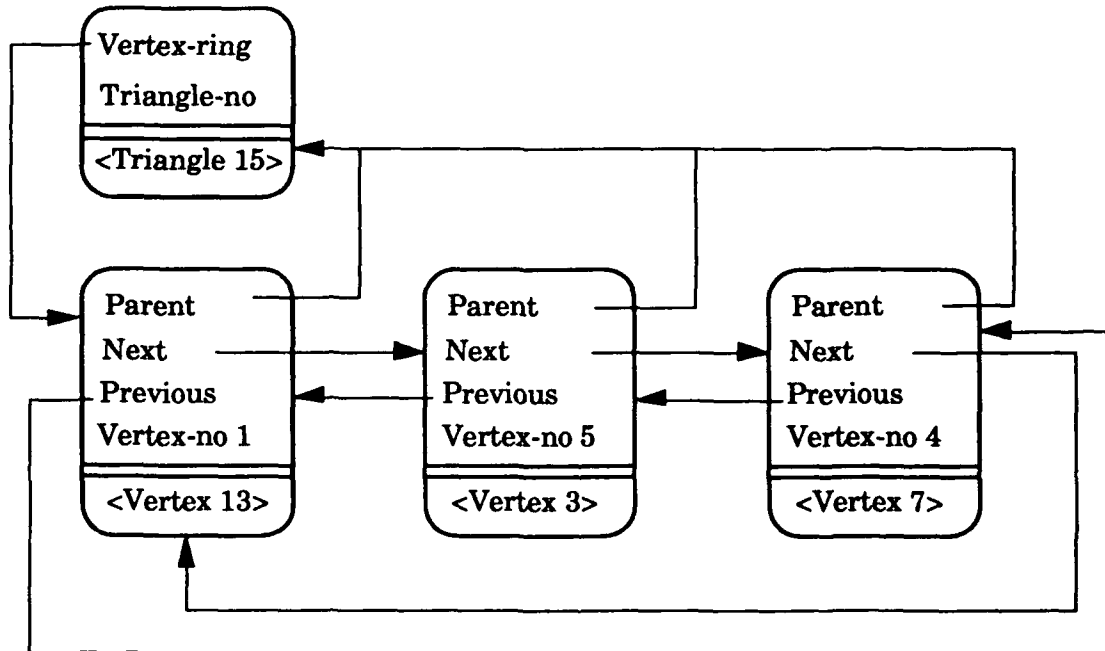 Vertex-ring
Triangle-no
<Triangle 15>
Parent
Next
Previous
Vertex-no 1
<Vertex 13>
Parent
Next
Previous
Vertex-no 5
<Vertex 3>
Parent
Next
Previous
Vertex-no 4
<Vertex 7>